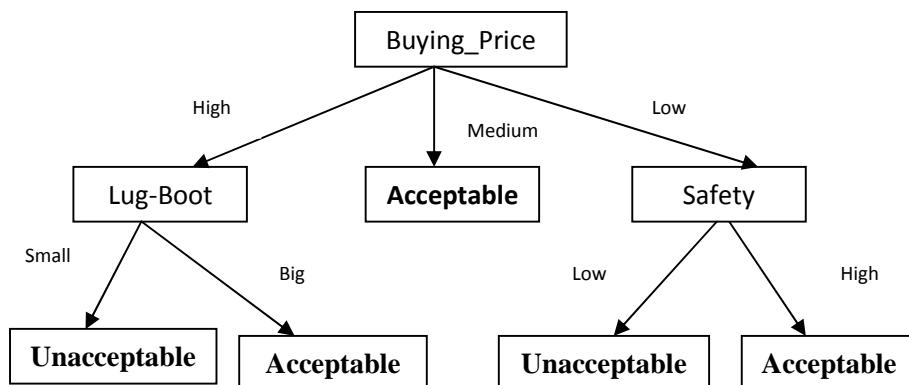 Buying_Price
High
Medium
Low
Lug-Boot
Acceptable
Safety
Small
Big
Low
High
Unacceptable
Acceptable
Unacceptable
Acceptable